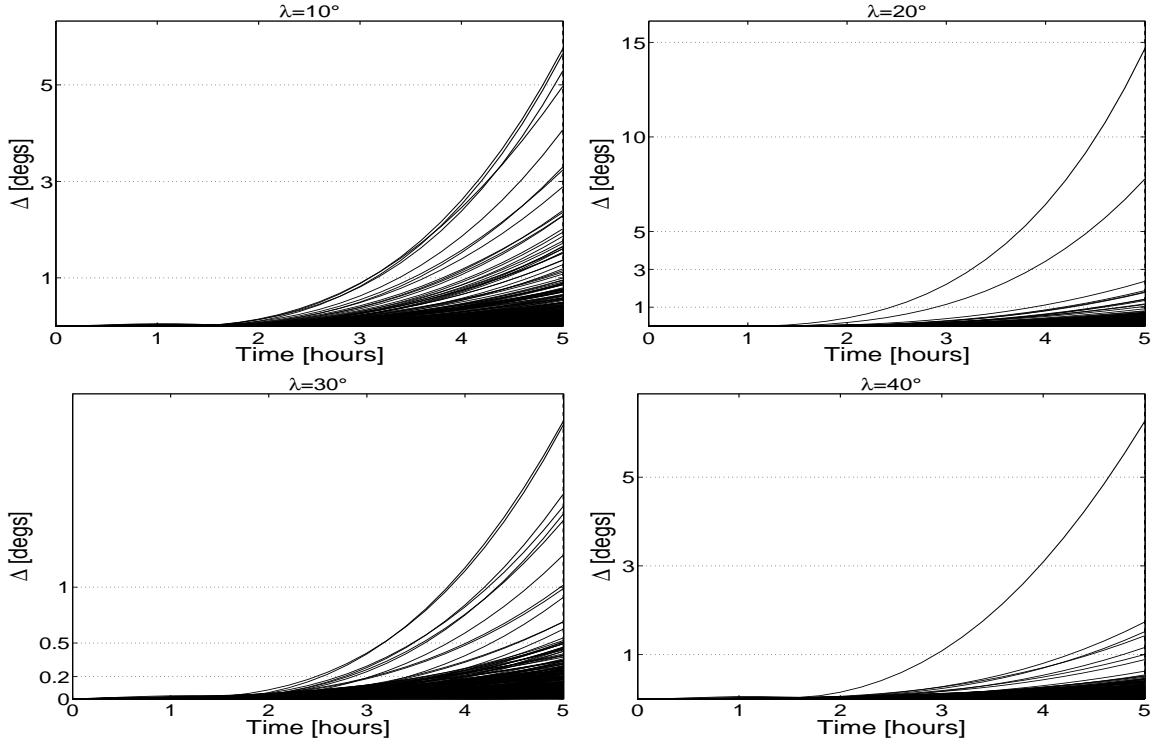 λ=10°
5
3
1
Δ [degs]
0 1 2 3 4 5
Time [hours]
λ=20°
15
10
5
3
1
Δ [degs]
0 1 2 3 4 5
Time [hours]
λ=30°
1
0.5
0.2
0
Δ [degs]
0 1 2 3 4 5
Time [hours]
λ=40°
5
3
1
Δ [degs]
0 1 2 3 4 5
Time [hours]